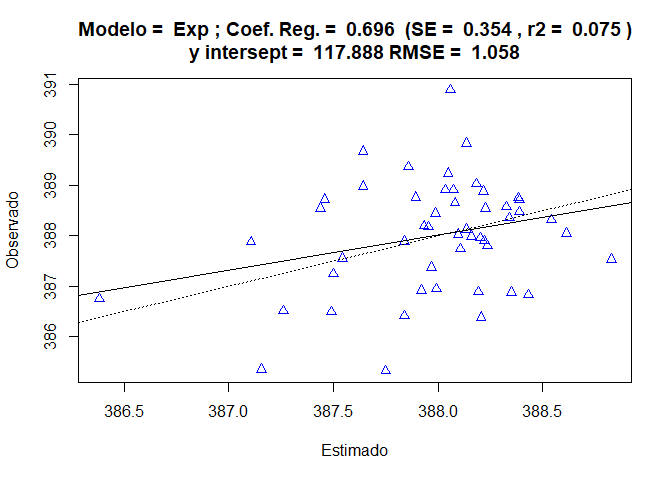 Modelo = Exp ; Coef. Reg. = 0.696 (SE = 0.354 , r2 = 0.075 )
y intersept = 117.888 RMSE = 1.058
391
390
389
388
387
386
Observado
386.5 387.0 387.5 388.0 388.5
Estimado